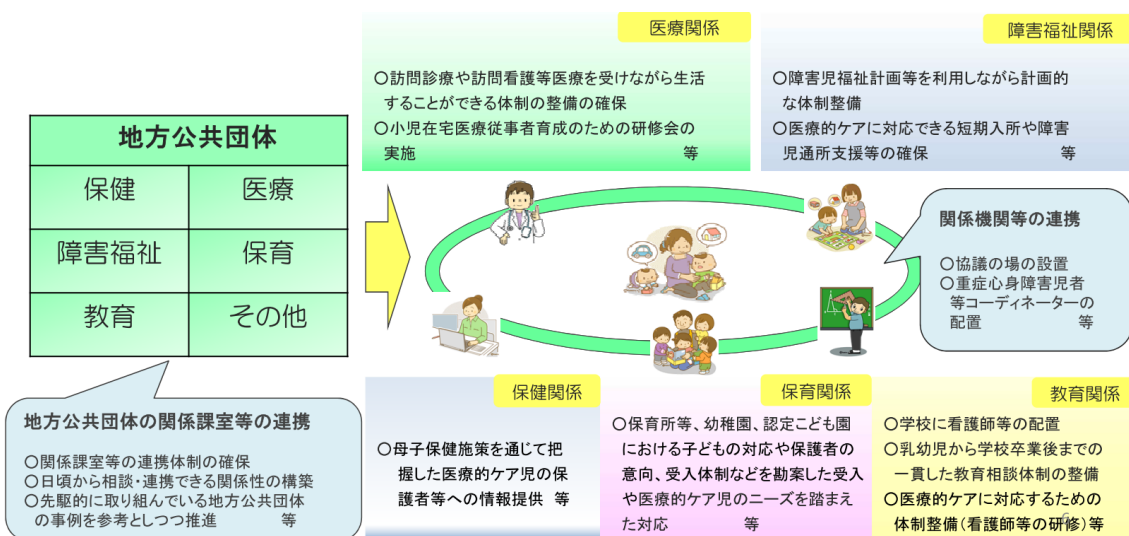 医療関係
○訪問診療や訪問看護等医療を受けながら生活
することができる体制の整備の確保
○小児在宅医療従事者育成のための研修会の
実施 等
障害福祉関係
○障害児福祉計画等を利用しながら計画的
な体制整備
○医療的ケアに対応できる短期入所や障害
児通所支援等の確保 等
地方公共団体
保健 医療
障害福祉 保育
教育 その他
関係機関等の連携
○協議の場の設置
○重症心身障害児者
等コーディネーターの
配置 等
地方公共団体の関係課室等の連携
○関係課室等の連携体制の確保
○日頃から相談・連携できる関係性の構築
○先駆的に取り組んでいる地方公共団体
の事例を参考としつつ推進 等
保健関係
○母子保健施策を通じて把
握した医療的ケア児の保
護者等への情報提供 等
保育関係
○保育所等、幼稚園、認定こども園
における子どもの対応や保護者の
意向、受入体制などを勘案した受入
や医療的ケア児のニーズを踏まえ
た対応 等
教育関係
○学校に看護師等の配置
○乳幼児から学校卒業後までの
一貫した教育相談体制の整備
○医療的ケアに対応するための
体制整備(看護師等の研修)等